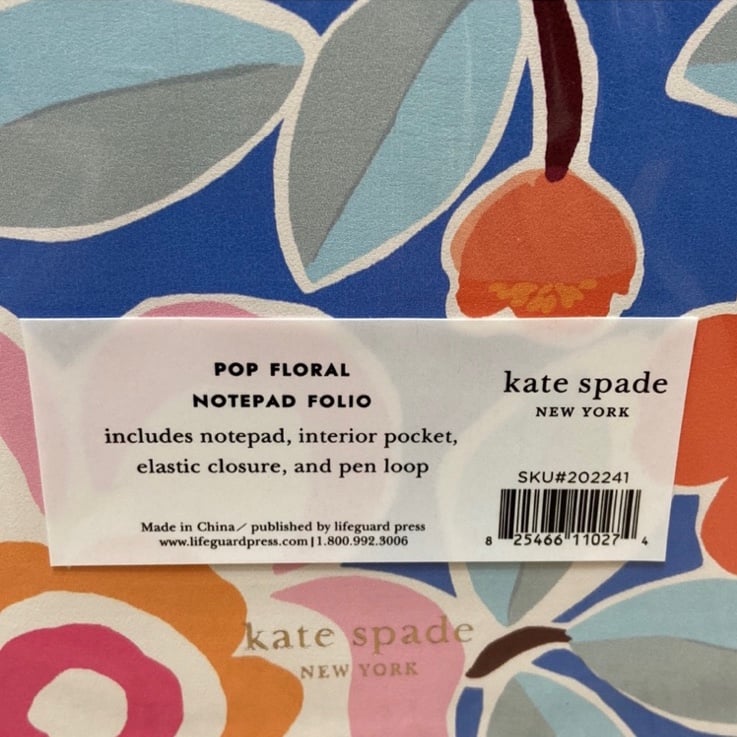 POP FLORAL
NOTEPAD FOLIO
includes notepad, interior pocket,
elastic closure, and pen loop
Made in China/ published by lifeguard press
www.lifeguardpress.com|1.800.992.3006
kate spade
NEW YORK
SKU#202241
8 25466 11027 4
kate spade
NEW YORK